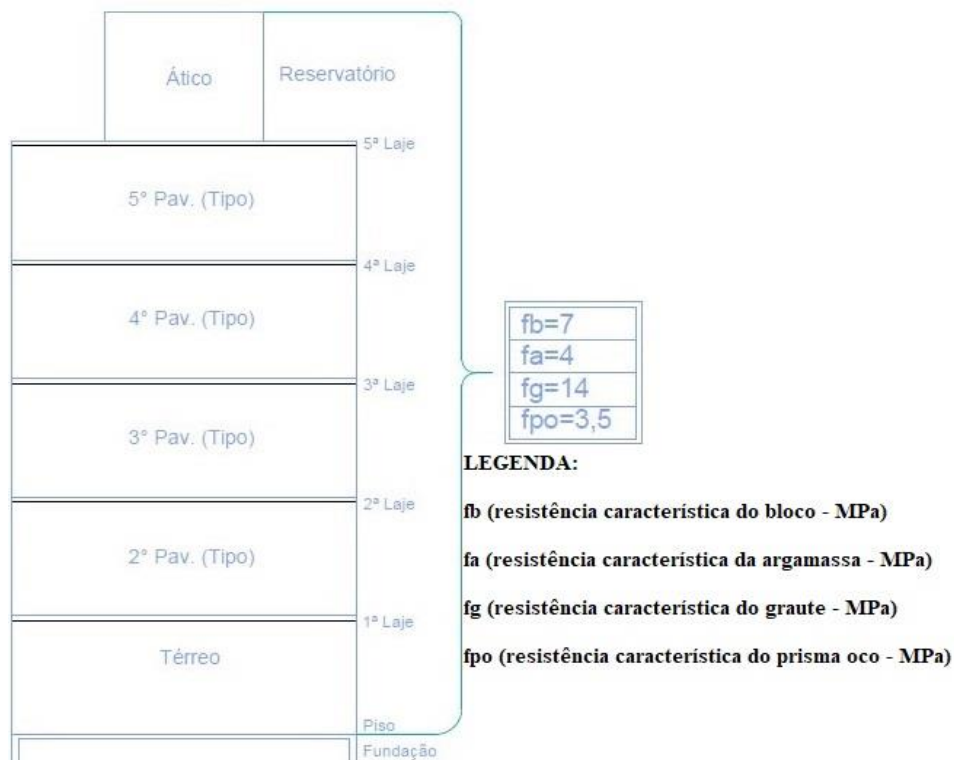 Ático
Reservatório
5ª Laje
5° Pav. (Tipo)
4ª Laje
4° Pav. (Tipo)
3ª Laje
3° Pav. (Tipo)
2ª Laje
2° Pav. (Tipo)
1ª Laje
Térreo
Piso
Fundação
fb=7
fa=4
fg=14
fpo=3,5
LEGENDA:
fb (resistência característica do bloco - MPa)
fa (resistência característica da argamassa - MPa)
fg (resistência característica do graute - MPa)
fpo (resistência característica do prisma oco - MPa)